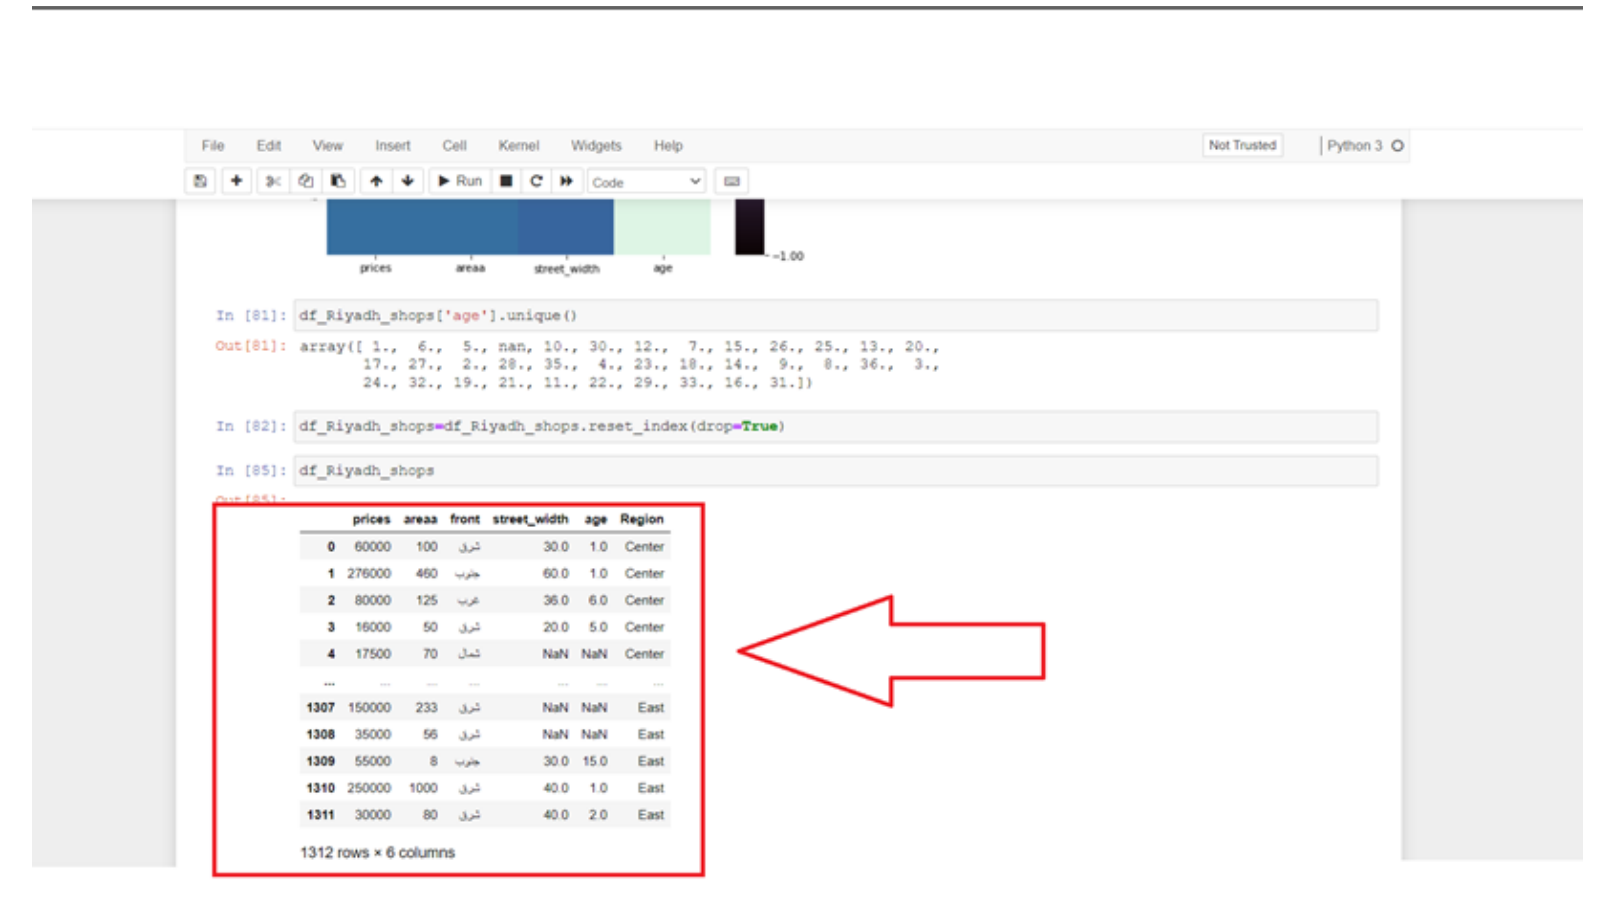 File Edit View Insert Cell Kernel Widgets Help Not Trusted Python 3
Run Code
-1.00
prices areaa street_width age
In [81]: df_Riyadh_shops['age'].unique()
Out[81]: array([ 1., 6., 5., nan, 10., 30., 12., 7., 15., 26., 25., 13., 20.,
17., 27., 2., 28., 35., 4., 23., 18., 14., 9., 8., 36., 3.,
24., 32., 19., 21., 11., 22., 29., 33., 16., 31.])
In [82]: df_Riyadh_shops=df_Riyadh_shops.reset_index(drop=True)
In [85]: df_Riyadh_shops
Out[85]:
prices areaa front street_width age Region
0 60000 100 شرق 30.0 1.0 Center
1 276000 460 جنوب 60.0 1.0 Center
2 80000 125 غرب 36.0 6.0 Center
3 16000 50 شرق 20.0 5.0 Center
4 17500 70 شمال NaN NaN Center
... ... ... ... ... ... ...
1307 150000 233 شرق NaN NaN East
1308 35000 56 شرق NaN NaN East
1309 55000 8 جنوب 30.0 15.0 East
1310 250000 1000 شرق 40.0 1.0 East
1311 30000 80 شرق 40.0 2.0 East
1312 rows × 6 columns